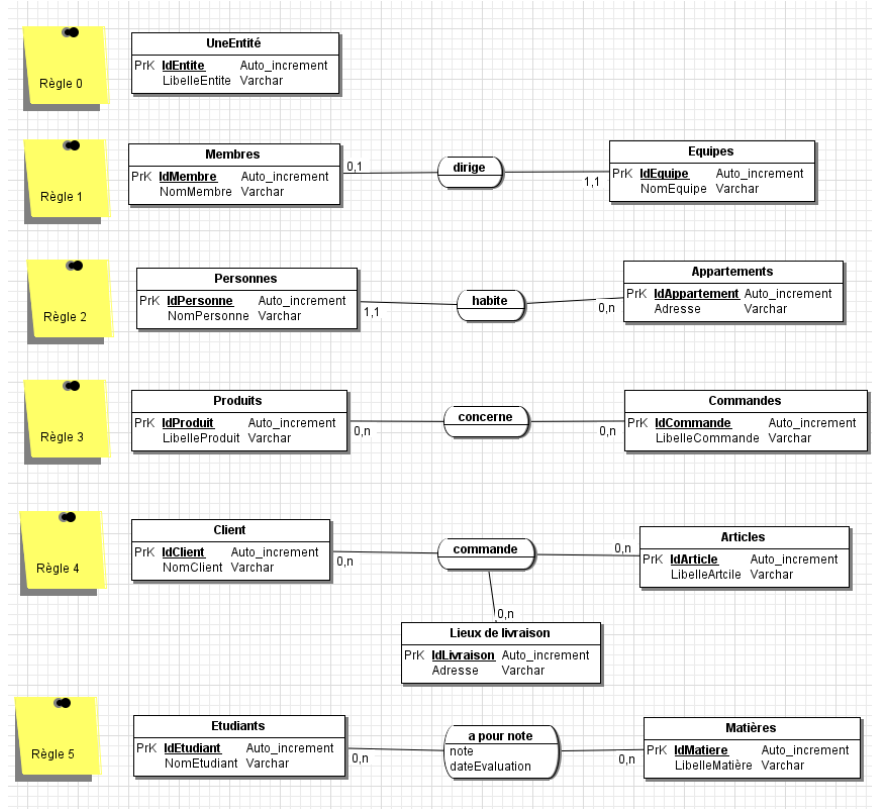 Règle 0
UneEntité
PrK IdEntite Auto_increment
LibelleEntite Varchar
Règle 1
Membres
PrK IdMembre Auto_increment
NomMembre Varchar
0,1
dirige
1,1
Equipes
PrK IdEquipe Auto_increment
NomEquipe Varchar
Règle 2
Personnes
PrK IdPersonne Auto_increment
NomPersonne Varchar
1,1
habite
0,n
Appartements
PrK IdAppartement Auto_increment
Adresse Varchar
Règle 3
Produits
PrK IdProduit Auto_increment
LibelleProduit Varchar
0,n
concerne
0,n
Commandes
PrK IdCommande Auto_increment
LibelleCommande Varchar
Règle 4
Client
PrK IdClient Auto_increment
NomClient Varchar
0,n
commande
0,n
Articles
PrK IdArticle Auto_increment
LibelleArtcile Varchar
0,n
Lieux de livraison
PrK IdLivraison Auto_increment
Adresse Varchar
Règle 5
Etudiants
PrK IdEtudiant Auto_increment
NomEtudiant Varchar
0,n
a pour note
note
dateEvaluation
0,n
Matières
PrK IdMatiere Auto_increment
LibelleMatière Varchar